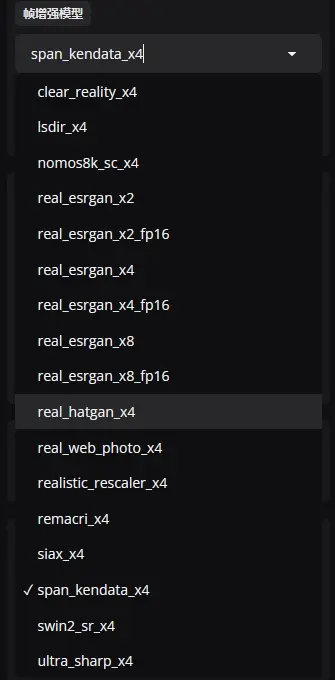 帧增强模型
span_kendata_x4
clear_reality_x4
lsdir_x4
nomos8k_sc_x4
real_esrgan_x2
real_esrgan_x2_fp16
real_esrgan_x4
real_esrgan_x4_fp16
real_esrgan_x8
real_esrgan_x8_fp16
real_hatgan_x4
real_web_photo_x4
realistic_rescaler_x4
remacri_x4
siax_x4
✓ span_kendata_x4
swin2_sr_x4
ultra_sharp_x4